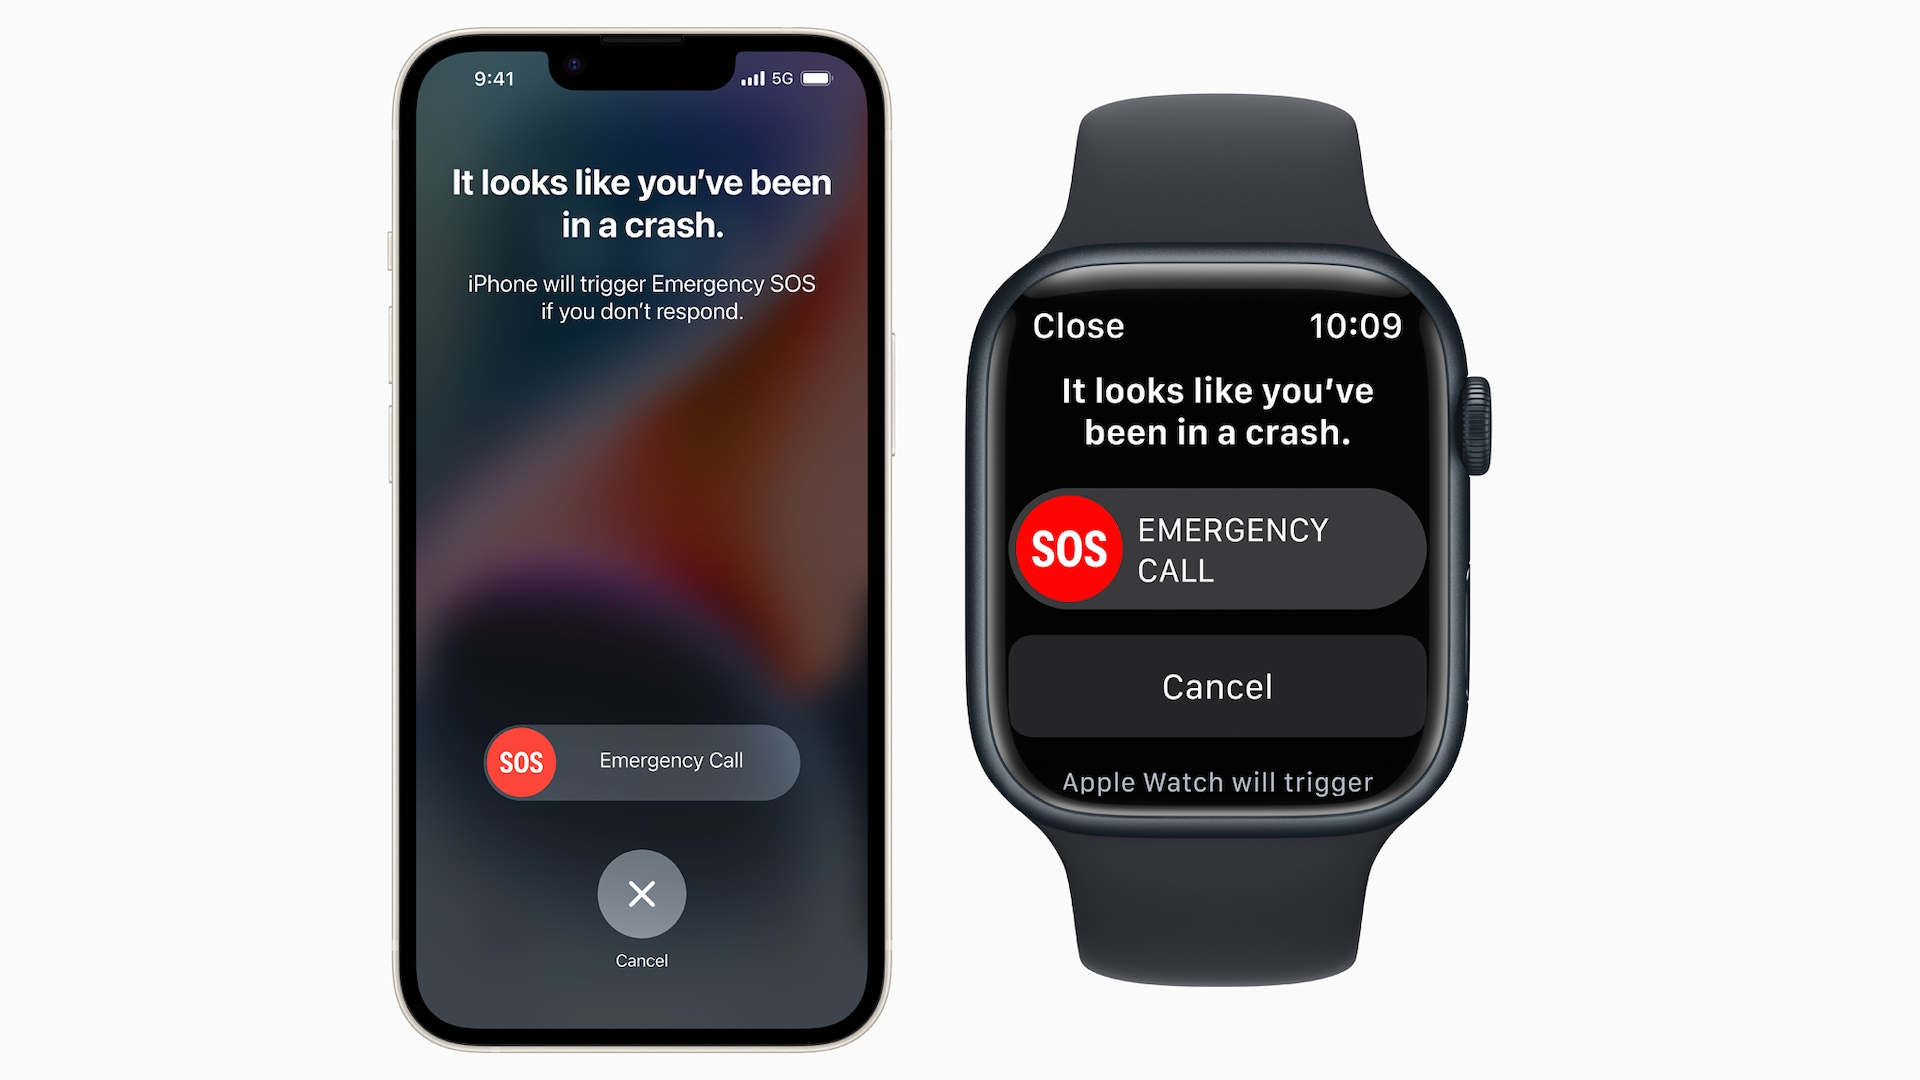 9:41
5G
It looks like you’ve been
in a crash.
iPhone will trigger Emergency SOS
if you don’t respond.
SOS
Emergency Call
Cancel
Close
10:09
It looks like you’ve
been in a crash.
SOS
EMERGENCY
CALL
Cancel
Apple Watch will trigger